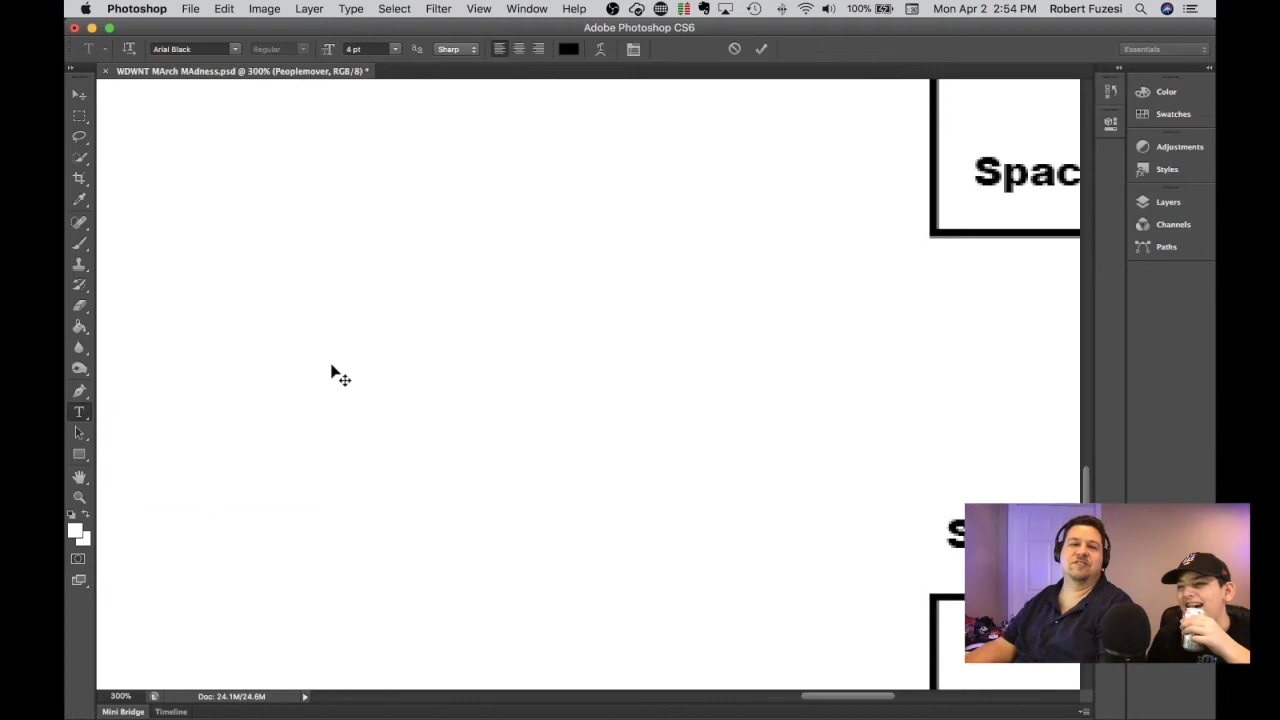 Photoshop File Edit Image Layer Type Select Filter View Window Help 100% Mon Apr 2 2:54 PM Robert Fuzesi
Adobe Photoshop CS6
Arial Black Regular 4 pt Sharp Essentials
WDWNT MArch MAdness.psd @ 300% (Peoplemover, RGB/8) *
Color
Swatches
Adjustments
Styles
Layers
Channels
Paths
Spac
S
300% Doc: 24.1M/24.6M
Mini Bridge Timeline